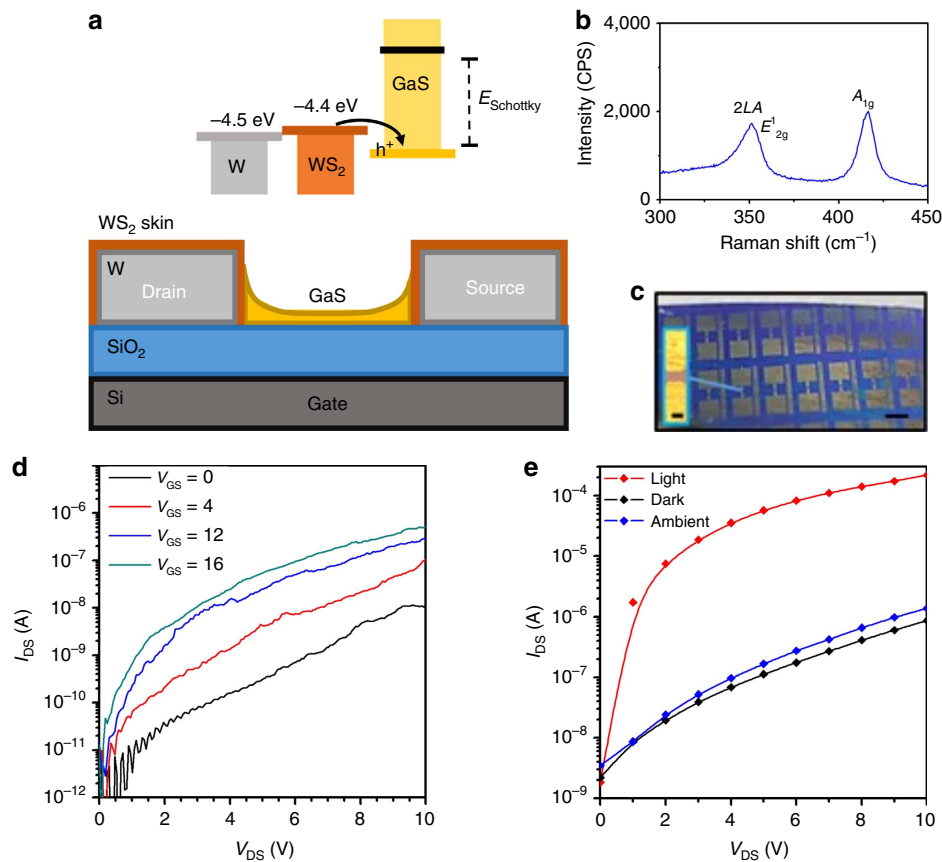 a
GaS
E_Schottky
–4.5 eV
–4.4 eV
h⁺
W
WS₂
WS₂ skin
W
Drain
GaS
Source
SiO₂
Si
Gate
b
4,000
2,000
0
Intensity (CPS)
2LA
E¹₂g
A₁g
300
350
400
450
Raman shift (cm⁻¹)
c
d
V_GS = 0
V_GS = 4
V_GS = 12
V_GS = 16
10⁻⁶
10⁻⁷
10⁻⁸
10⁻⁹
10⁻¹⁰
10⁻¹¹
10⁻¹²
I_DS (A)
0
2
4
6
8
10
V_DS (V)
e
Light
Dark
Ambient
10⁻⁴
10⁻⁵
10⁻⁶
10⁻⁷
10⁻⁸
10⁻⁹
I_DS (A)
0
2
4
6
8
10
V_DS (V)